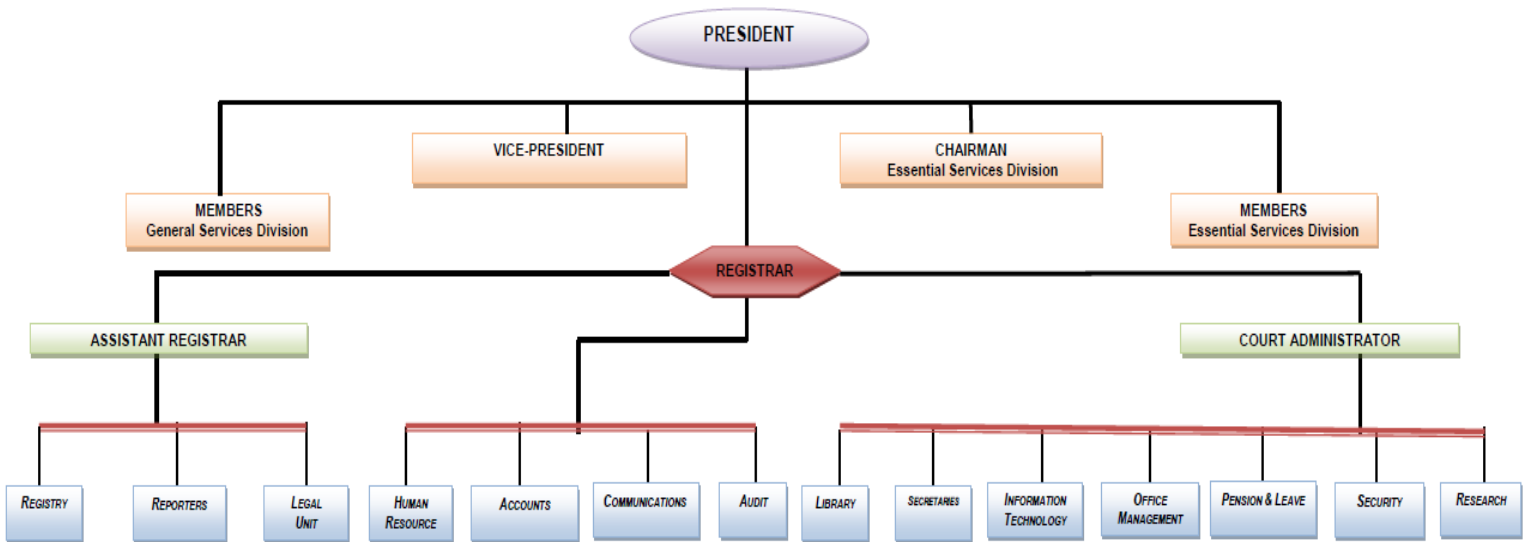 PRESIDENT
VICE-PRESIDENT
CHAIRMAN
Essential Services Division
MEMBERS
General Services Division
MEMBERS
Essential Services Division
REGISTRAR
ASSISTANT REGISTRAR
COURT ADMINISTRATOR
REGISTRY
REPORTERS
LEGAL
UNIT
HUMAN
RESOURCE
ACCOUNTS
COMMUNICATIONS
AUDIT
LIBRARY
SECRETARIES
INFORMATION
TECHNOLOGY
OFFICE
MANAGEMENT
PENSION & LEAVE
SECURITY
RESEARCH